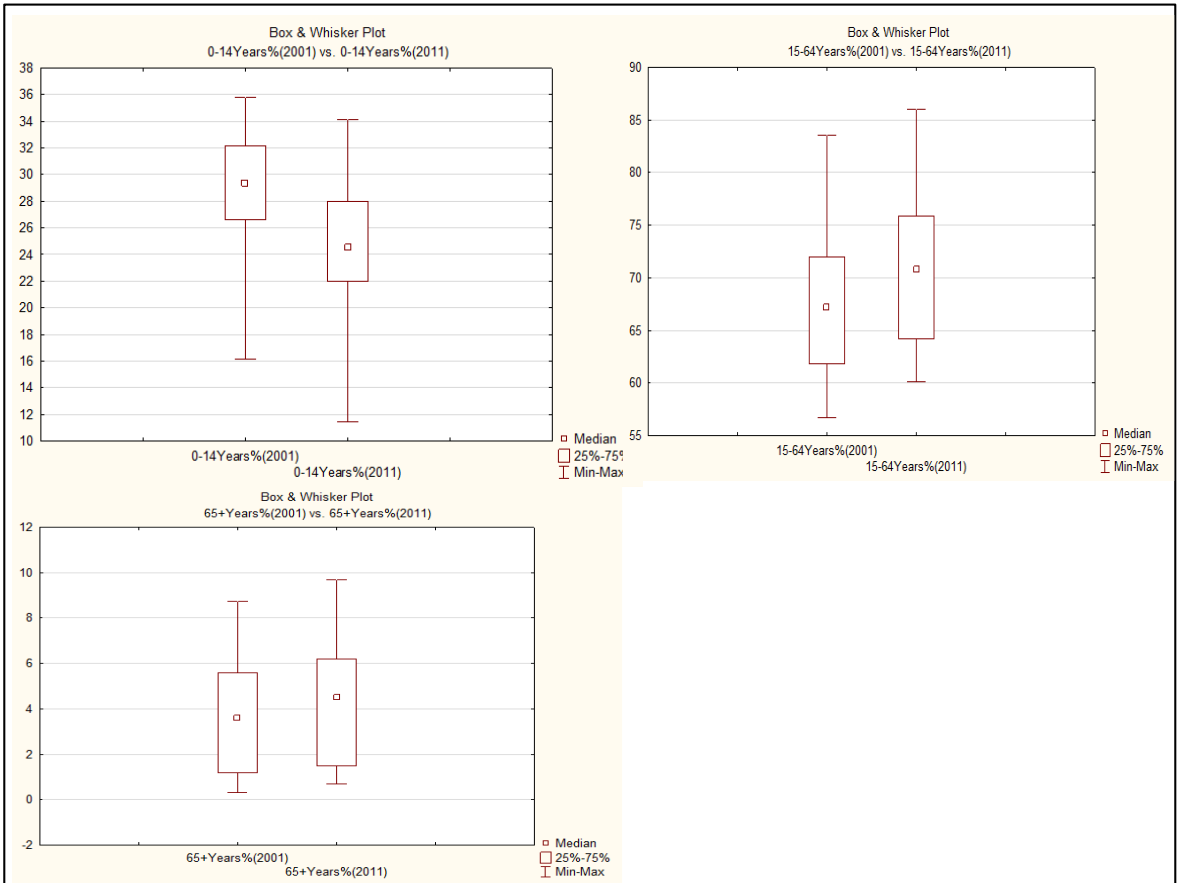 Box & Whisker Plot
0-14Years%(2001) vs. 0-14Years%(2011)
38
36
34
32
30
28
26
24
22
20
18
16
14
12
10
0-14Years%(2001)
0-14Years%(2011)
Median
25%-75%
Min-Max
Box & Whisker Plot
15-64Years%(2001) vs. 15-64Years%(2011)
90
85
80
75
70
65
60
55
15-64Years%(2001)
15-64Years%(2011)
Median
25%-75%
Min-Max
Box & Whisker Plot
65+Years%(2001) vs. 65+Years%(2011)
12
10
8
6
4
2
0
-2
65+Years%(2001)
65+Years%(2011)
Median
25%-75%
Min-Max